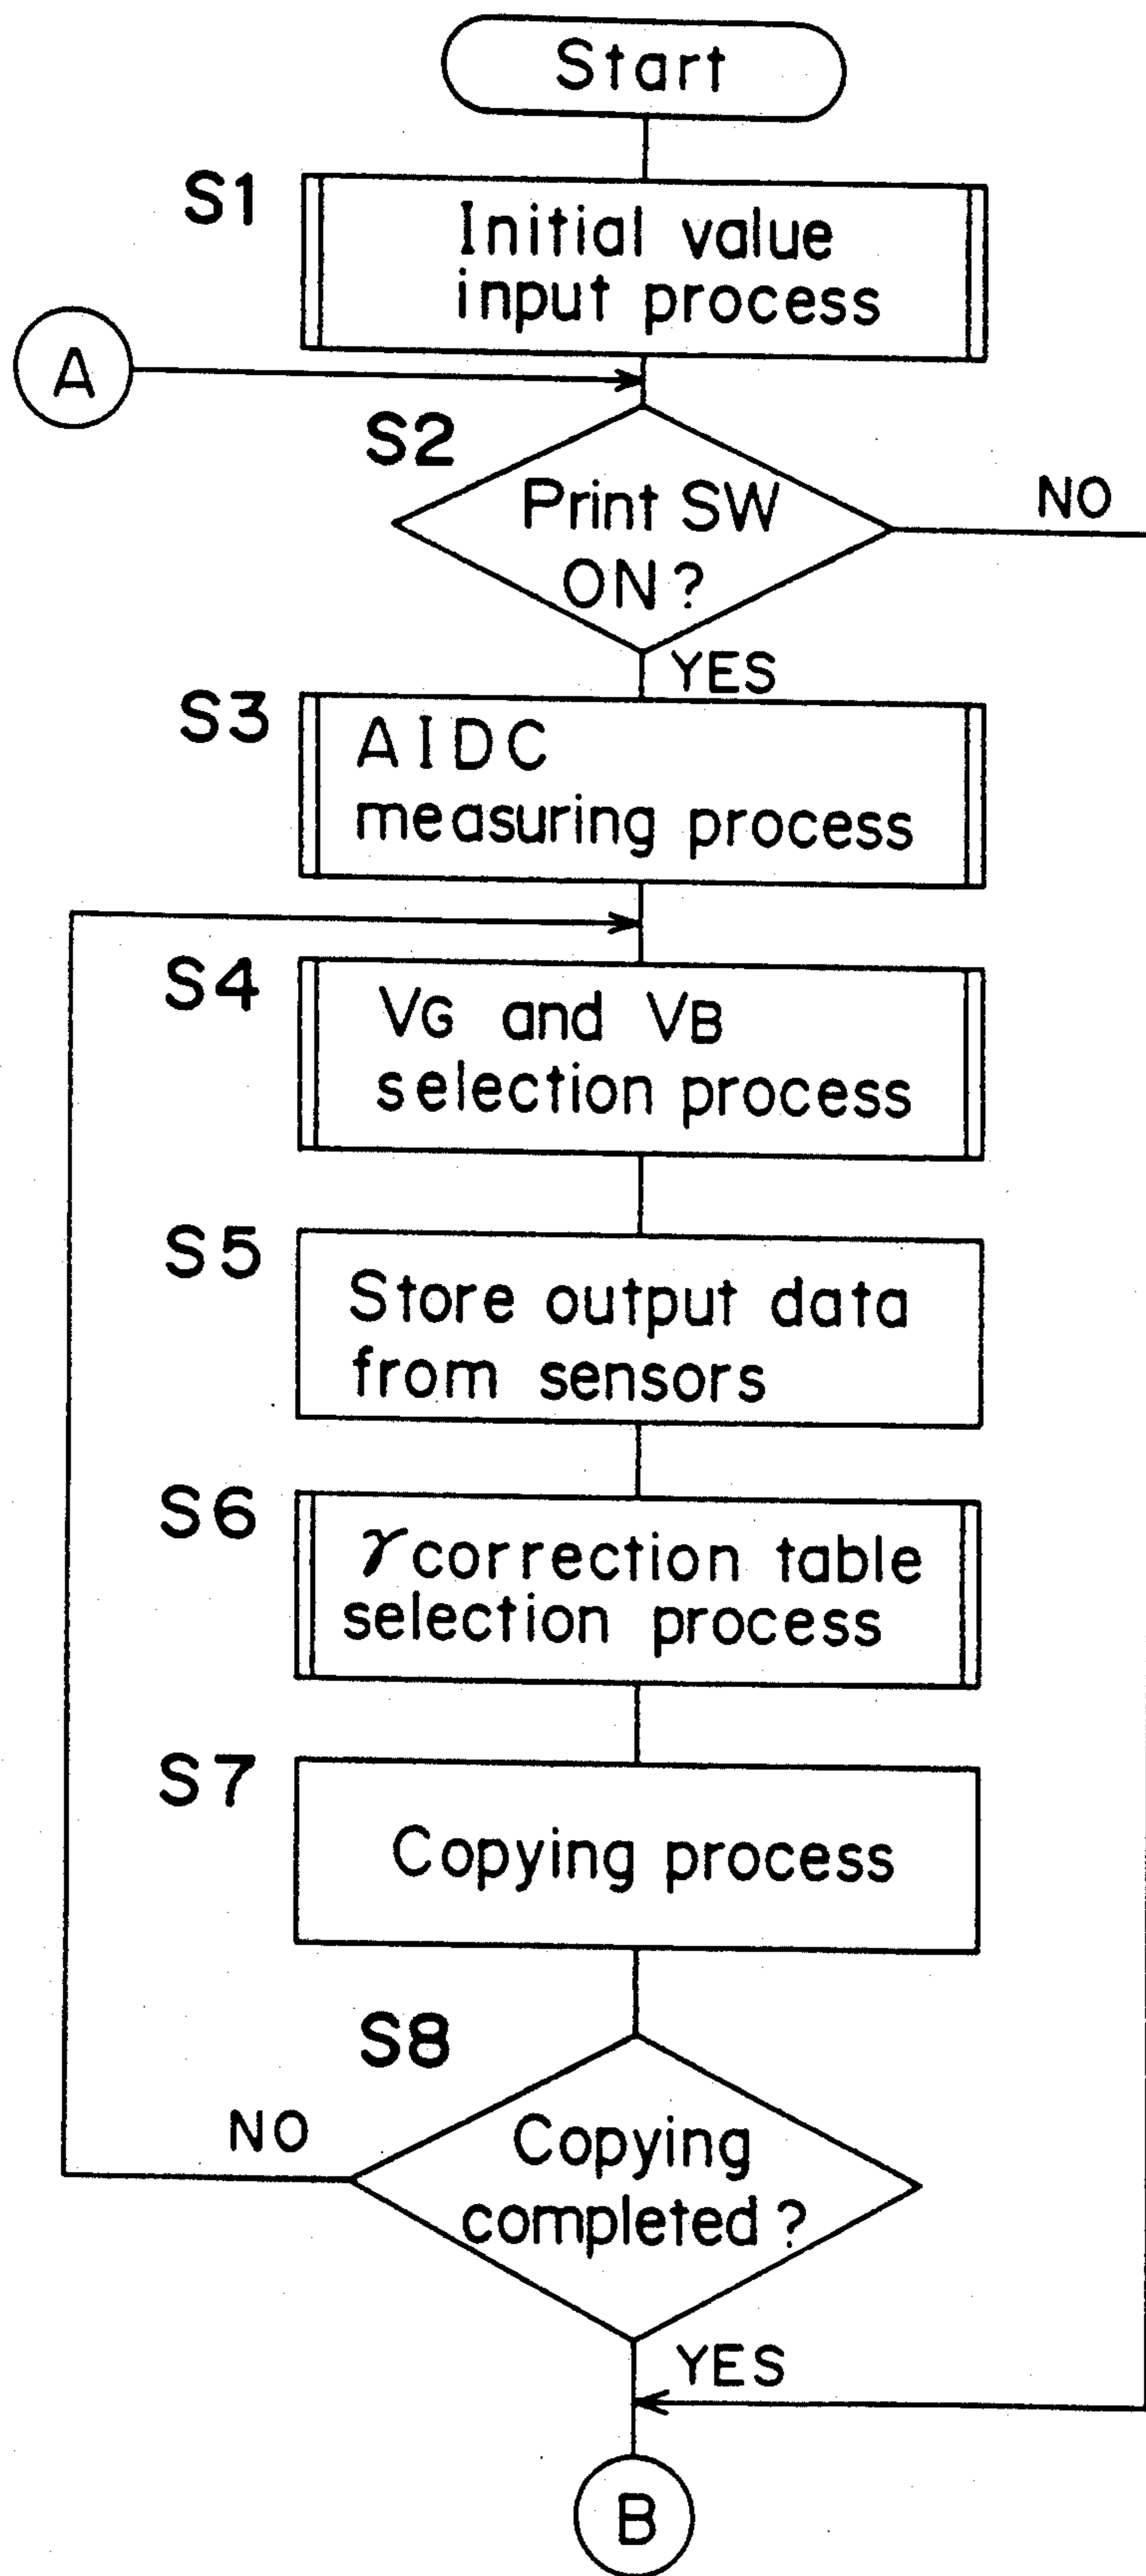 Start
S1
Initial value
input process
A
S2
Print SW
ON?
NO
YES
S3
AIDC
measuring process
S4
VG and VB
selection process
S5
Store output data
from sensors
S6
γ correction table
selection process
S7
Copying process
S8
NO
Copying
completed?
YES
B